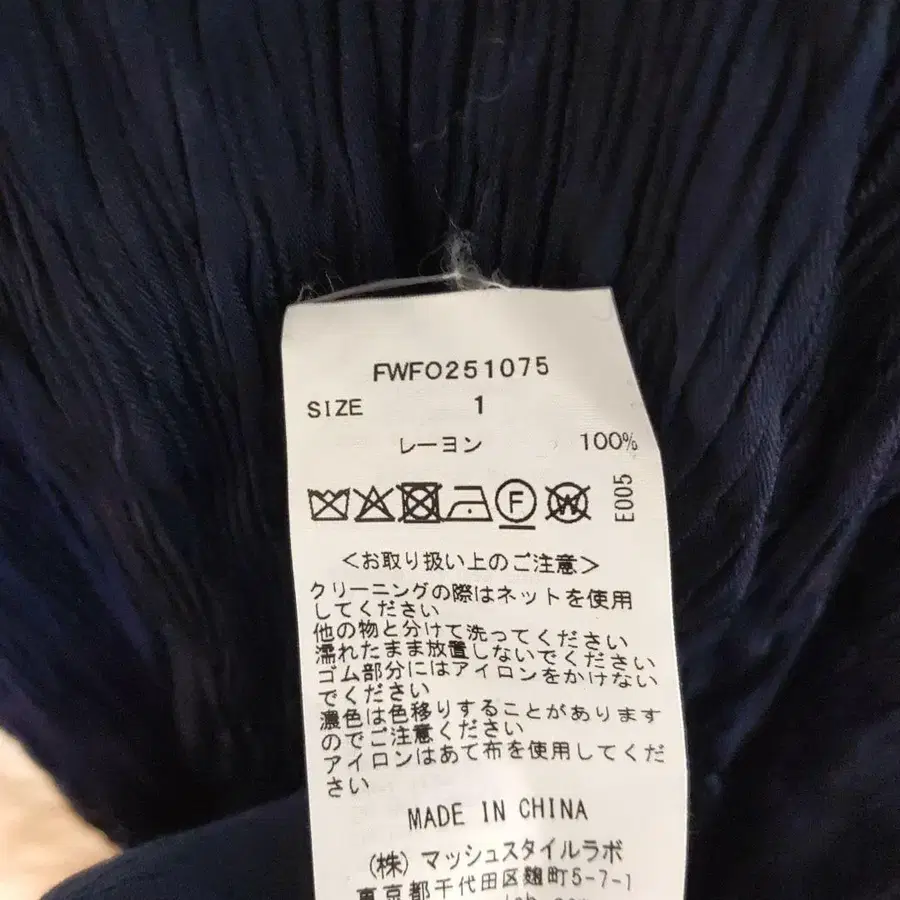 FWFO251075
SIZE 1
レーヨン 100%
E005
F
W
<お取り扱い上のご注意>
クリーニングの際はネットを使用
してください
他の物と分けて洗ってください
濡れたまま放置しないでください
ゴム部分にはアイロンをかけない
でください
濃色は色移りすることがあります
のでご注意ください
アイロンはあて布を使用してくだ
さい
MADE IN CHINA
(株)マッシュスタイルラボ
東京都千代田区麹町5-7-1